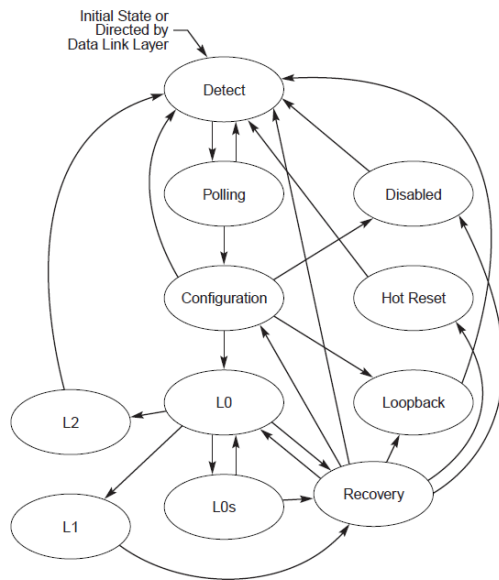 Initial State or
Directed by
Data Link Layer
Detect
Polling
Disabled
Configuration
Hot Reset
L0
Loopback
L2
L0s
Recovery
L1